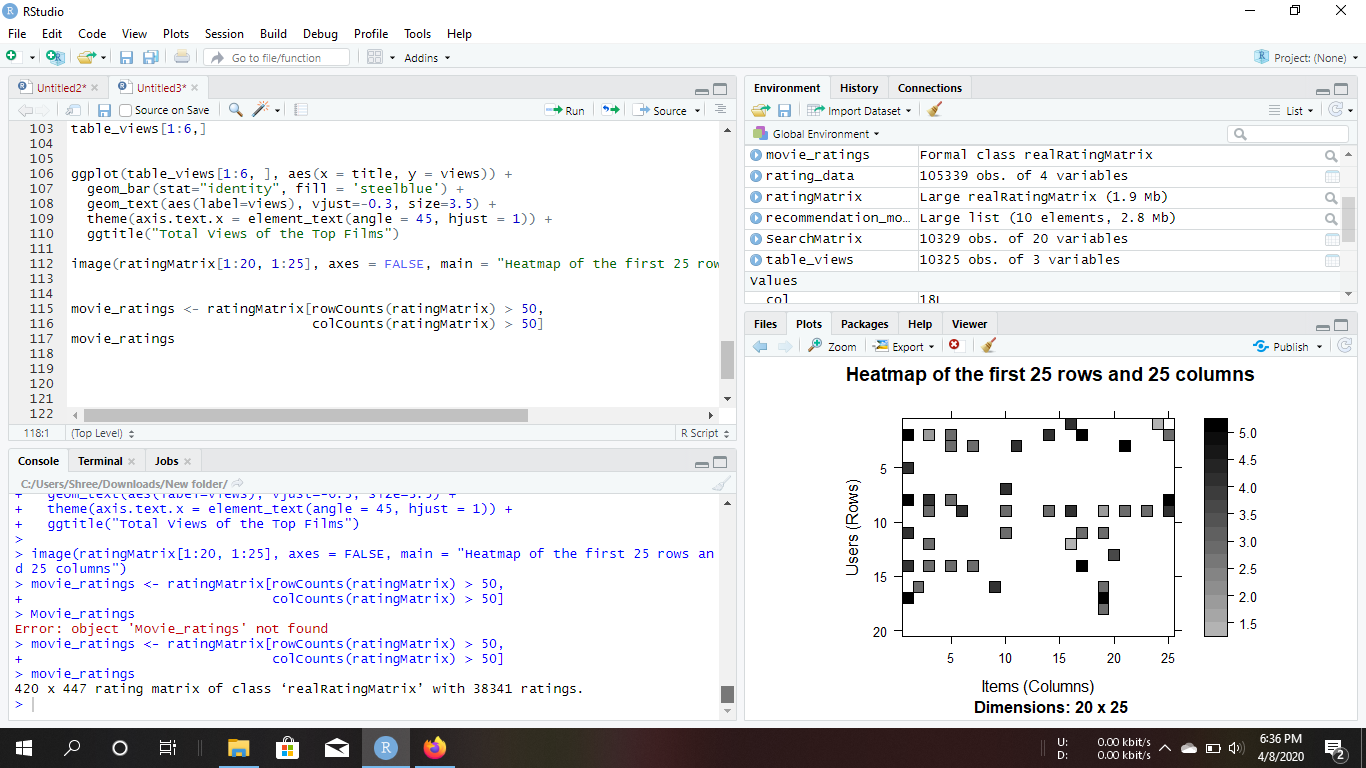 RStudio
File Edit Code View Plots Session Build Debug Profile Tools Help
Go to file/function Addins Project: (None)
Untitled2* Untitled3*
Source on Save Run Source
103 table_views[1:6,]
104
105
106 ggplot(table_views[1:6, ], aes(x = title, y = views)) +
107 geom_bar(stat="identity", fill = 'steelblue') +
108 geom_text(aes(label=views), vjust=-0.3, size=3.5) +
109 theme(axis.text.x = element_text(angle = 45, hjust = 1)) +
110 ggtitle("Total Views of the Top Films")
111
112 image(ratingMatrix[1:20, 1:25], axes = FALSE, main = "Heatmap of the first 25 row
113
114
115 movie_ratings <- ratingMatrix[rowCounts(ratingMatrix) > 50,
116 colCounts(ratingMatrix) > 50]
117 movie_ratings
118
119
120
121
122
118:1 (Top Level) R Script
Console Terminal Jobs
C:/Users/Shree/Downloads/New folder/
+ geom_text(aes(label=views), vjust=-0.3, size=3.5) +
+ theme(axis.text.x = element_text(angle = 45, hjust = 1)) +
+ ggtitle("Total Views of the Top Films")
>
> image(ratingMatrix[1:20, 1:25], axes = FALSE, main = "Heatmap of the first 25 rows an
d 25 columns")
> movie_ratings <- ratingMatrix[rowCounts(ratingMatrix) > 50,
+ colCounts(ratingMatrix) > 50]
> Movie_ratings
Error: object 'Movie_ratings' not found
> movie_ratings <- ratingMatrix[rowCounts(ratingMatrix) > 50,
+ colCounts(ratingMatrix) > 50]
> movie_ratings
420 x 447 rating matrix of class ‘realRatingMatrix’ with 38341 ratings.
>
Environment History Connections
Import Dataset List
Global Environment
movie_ratings Formal class realRatingMatrix
rating_data 105339 obs. of 4 variables
ratingMatrix Large realRatingMatrix (1.9 Mb)
recommendation_mo… Large list (10 elements, 2.8 Mb)
SearchMatrix 10329 obs. of 20 variables
table_views 10325 obs. of 3 variables
Values
col 18L
Files Plots Packages Help Viewer
Zoom Export Publish
Heatmap of the first 25 rows and 25 columns
Users (Rows)
5
10
15
20
5 10 15 20 25
Items (Columns)
Dimensions: 20 x 25
5.0
4.5
4.0
3.5
3.0
2.5
2.0
1.5
U: 0.00 kbit/s
D: 0.00 kbit/s
6:36 PM
4/8/2020
2